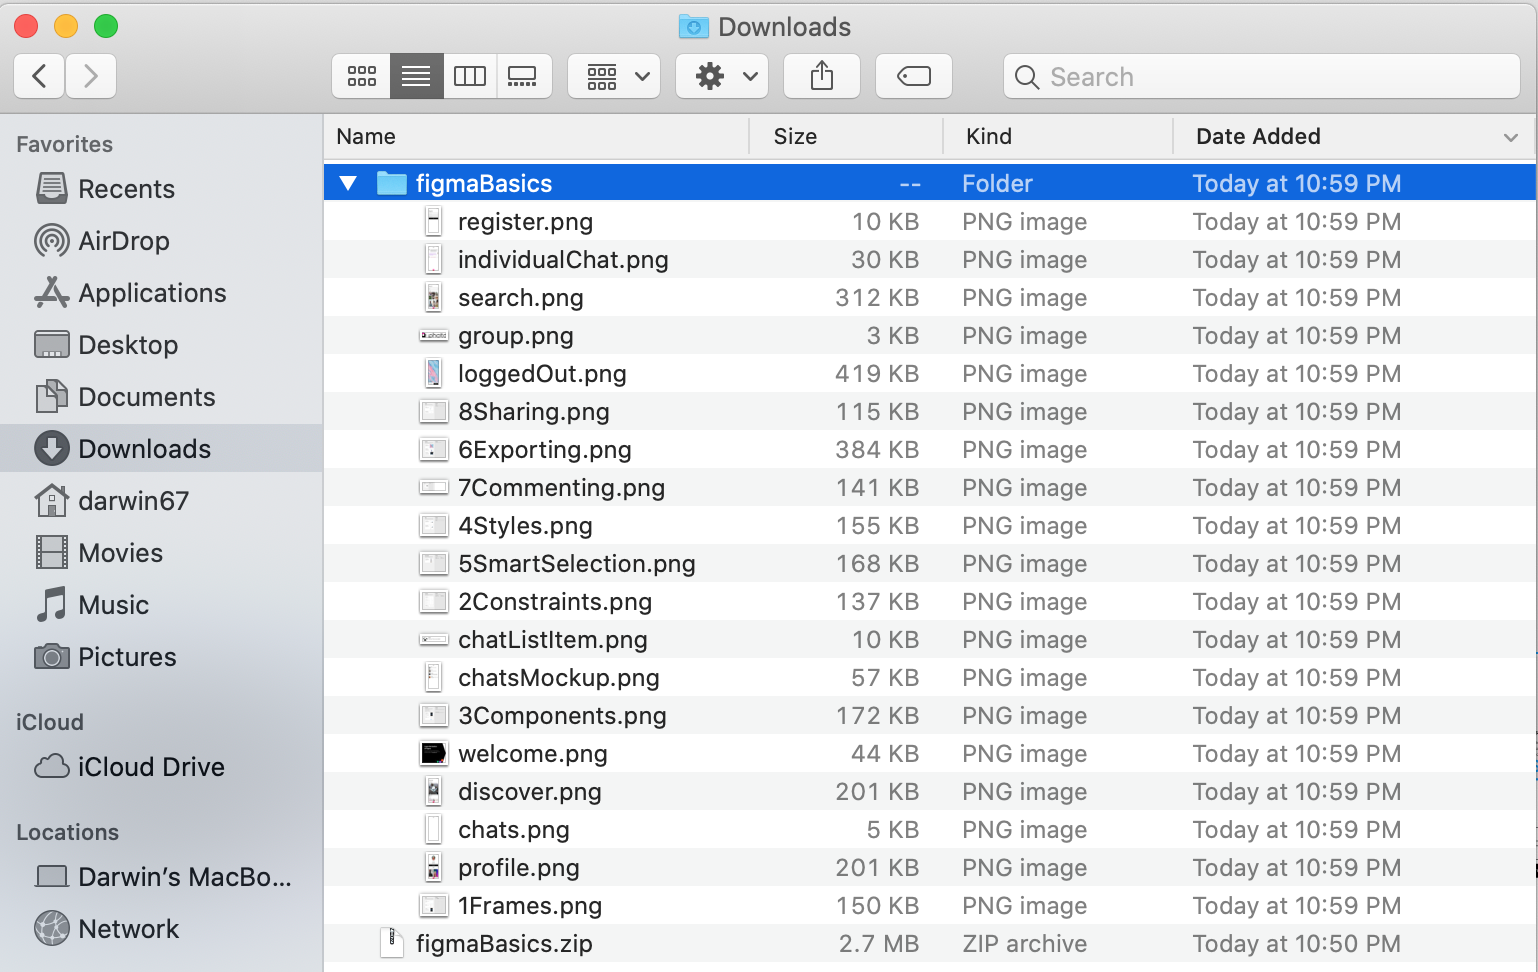 Downloads
Search
Favorites
Recents
AirDrop
Applications
Desktop
Documents
Downloads
darwin67
Movies
Music
Pictures
iCloud
iCloud Drive
Locations
Darwin’s MacBo...
Network
Name Size Kind Date Added
figmaBasics -- Folder Today at 10:59 PM
register.png 10 KB PNG image Today at 10:59 PM
individualChat.png 30 KB PNG image Today at 10:59 PM
search.png 312 KB PNG image Today at 10:59 PM
group.png 3 KB PNG image Today at 10:59 PM
loggedOut.png 419 KB PNG image Today at 10:59 PM
8Sharing.png 115 KB PNG image Today at 10:59 PM
6Exporting.png 384 KB PNG image Today at 10:59 PM
7Commenting.png 141 KB PNG image Today at 10:59 PM
4Styles.png 155 KB PNG image Today at 10:59 PM
5SmartSelection.png 168 KB PNG image Today at 10:59 PM
2Constraints.png 137 KB PNG image Today at 10:59 PM
chatListItem.png 10 KB PNG image Today at 10:59 PM
chatsMockup.png 57 KB PNG image Today at 10:59 PM
3Components.png 172 KB PNG image Today at 10:59 PM
welcome.png 44 KB PNG image Today at 10:59 PM
discover.png 201 KB PNG image Today at 10:59 PM
chats.png 5 KB PNG image Today at 10:59 PM
profile.png 201 KB PNG image Today at 10:59 PM
1Frames.png 150 KB PNG image Today at 10:59 PM
figmaBasics.zip 2.7 MB ZIP archive Today at 10:50 PM